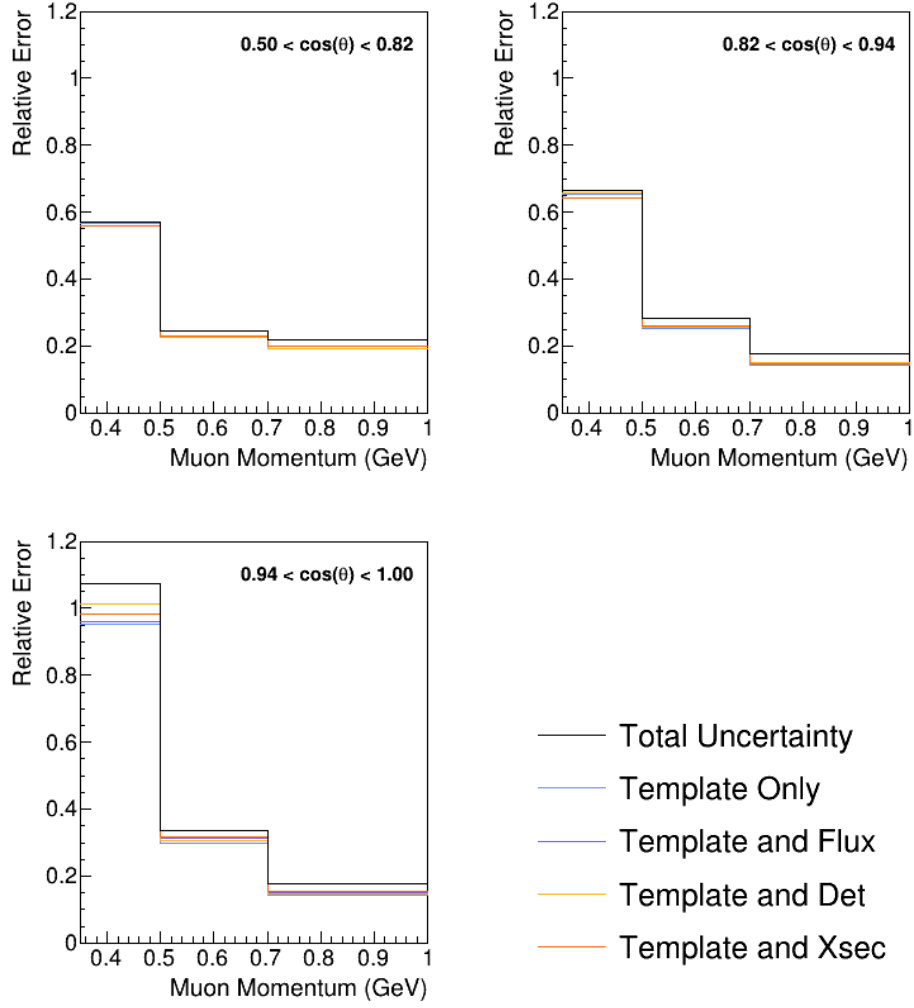 1.2
1
0.8
0.6
0.4
0.2
0
Relative Error
0.50 < cos(θ) < 0.82
0.4 0.5 0.6 0.7 0.8 0.9 1
Muon Momentum (GeV)
1.2
1
0.8
0.6
0.4
0.2
0
Relative Error
0.82 < cos(θ) < 0.94
0.4 0.5 0.6 0.7 0.8 0.9 1
Muon Momentum (GeV)
1.2
1
0.8
0.6
0.4
0.2
0
Relative Error
0.94 < cos(θ) < 1.00
0.4 0.5 0.6 0.7 0.8 0.9 1
Muon Momentum (GeV)
Total Uncertainty
Template Only
Template and Flux
Template and Det
Template and Xsec